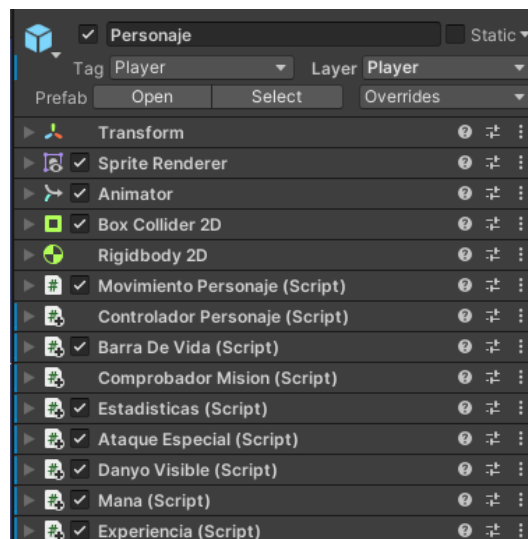 Personaje Static
Tag Player Layer Player
Prefab Open Select Overrides
Transform
Sprite Renderer
Animator
Box Collider 2D
Rigidbody 2D
# Movimiento Personaje (Script)
# Controlador Personaje (Script)
# Barra De Vida (Script)
# Comprobador Mision (Script)
# Estadisticas (Script)
# Ataque Especial (Script)
# Danyo Visible (Script)
# Mana (Script)
# Experiencia (Script)